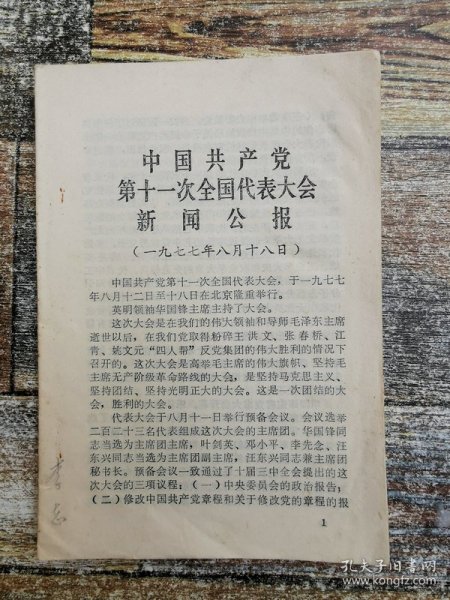 中国共产党
第十一次全国代表大会
新闻公报
（一九七七年八月十八日）
中国共产党第十一次全国代表大会，于一九七七
年八月十二日至十八日在北京隆重举行。
英明领袖华国锋主席主持了大会。
这次大会是在我们的伟大领袖和导师毛泽东主席
逝世以后，在我们党取得粉碎王洪文、张春桥、江
青、姚文元“四人帮”反党集团的伟大胜利的情况下
召开的。这次大会是高举毛主席的伟大旗帜、坚持毛
主席无产阶级革命路线的大会，是坚持马克思主义、
坚持团结、坚持光明正大的大会。这是一次团结的大
会，胜利的大会。
代表大会于八月十一日举行预备会议。会议选举
二百二十三名代表组成这次大会的主席团。华国锋同
志当选为主席团主席，叶剑英、邓小平、李先念、汪
东兴同志当选为主席团副主席，汪东兴同志兼主席团
秘书长。预备会议一致通过了十届三中全会提出的这
次大会的三项议程：（一）中央委员会的政治报告；
（二）修改中国共产党章程和关于修改党的章程的报
1
孔夫子旧书网
www.kongfz.com